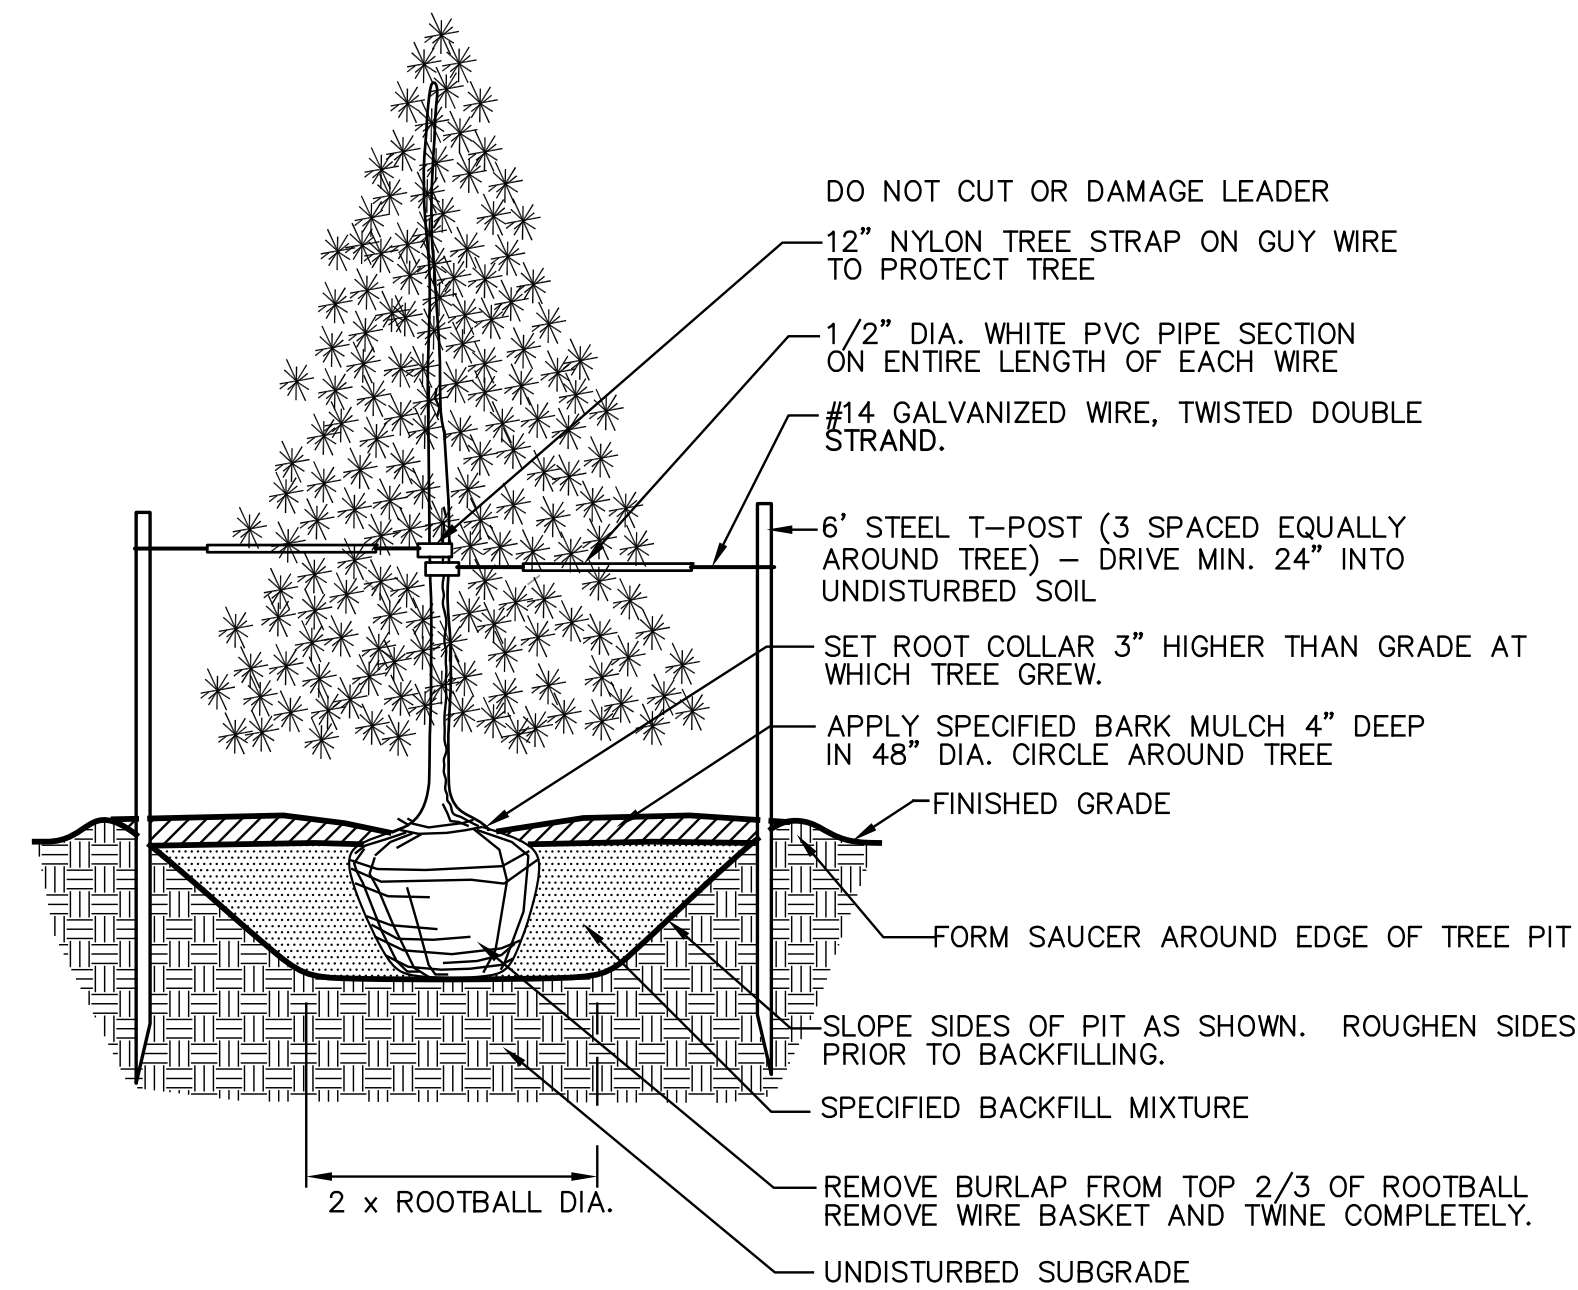 DO NOT CUT OR DAMAGE LEADER
12” NYLON TREE STRAP ON GUY WIRE
TO PROTECT TREE
1/2” DIA. WHITE PVC PIPE SECTION
ON ENTIRE LENGTH OF EACH WIRE
#14 GALVANIZED WIRE, TWISTED DOUBLE
STRAND.
6’ STEEL T–POST (3 SPACED EQUALLY
AROUND TREE) – DRIVE MIN. 24” INTO
UNDISTURBED SOIL
SET ROOT COLLAR 3” HIGHER THAN GRADE AT
WHICH TREE GREW.
APPLY SPECIFIED BARK MULCH 4” DEEP
IN 48” DIA. CIRCLE AROUND TREE
FINISHED GRADE
FORM SAUCER AROUND EDGE OF TREE PIT
SLOPE SIDES OF PIT AS SHOWN. ROUGHEN SIDES
PRIOR TO BACKFILLING.
SPECIFIED BACKFILL MIXTURE
REMOVE BURLAP FROM TOP 2/3 OF ROOTBALL
REMOVE WIRE BASKET AND TWINE COMPLETELY.
2 x ROOTBALL DIA.
UNDISTURBED SUBGRADE